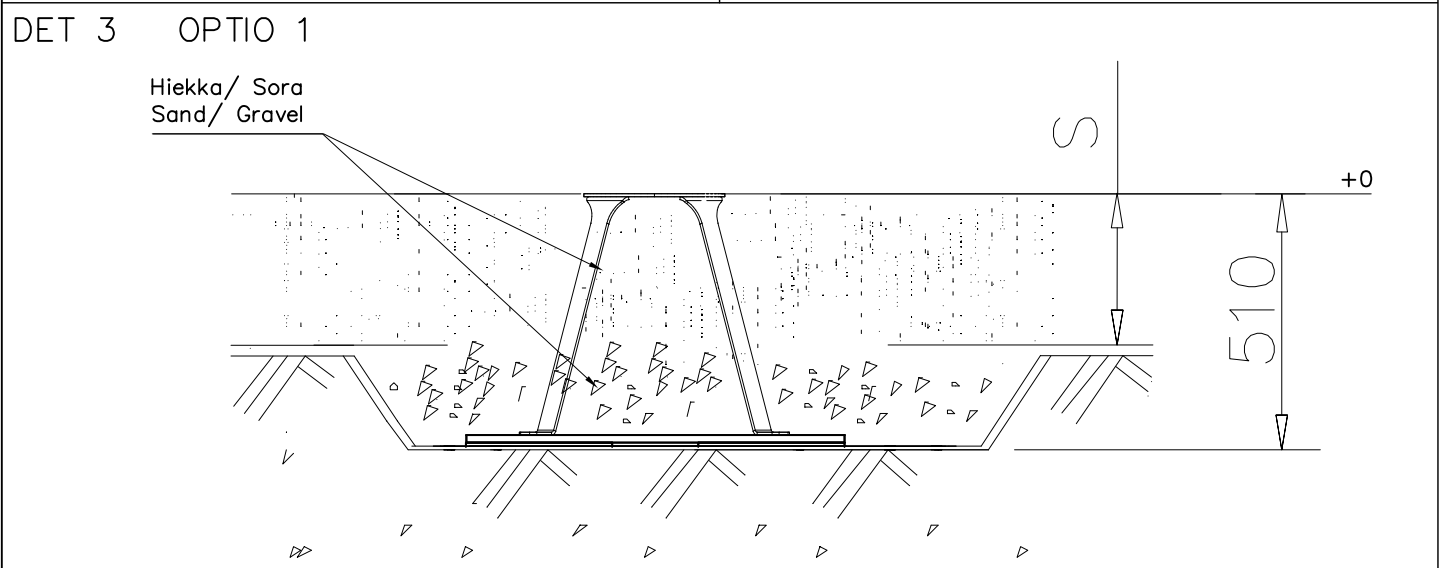 DET 3 OPTIO 1
Hiekka/ Sora
Sand/ Gravel
S
+0
510